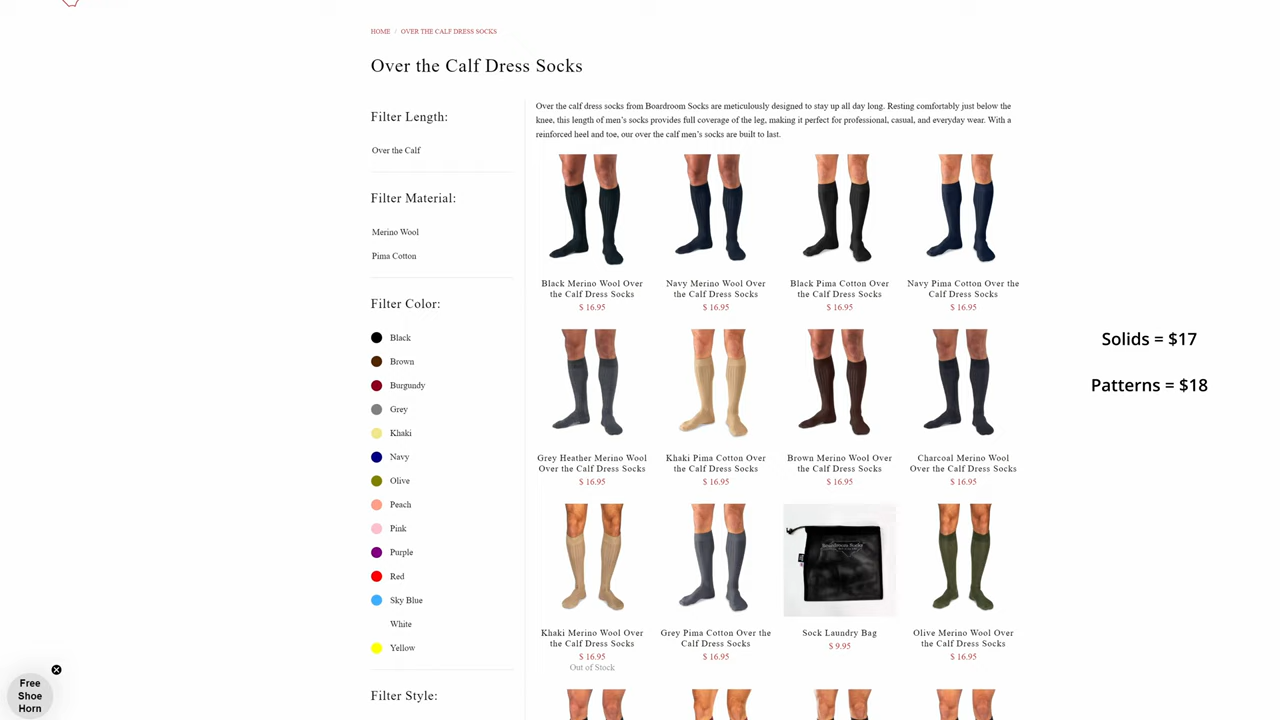 HOME / OVER THE CALF DRESS SOCKS
Over the Calf Dress Socks
Filter Length:
Over the Calf
Filter Material:
Merino Wool
Pima Cotton
Filter Color:
Black
Brown
Burgundy
Grey
Khaki
Navy
Olive
Peach
Pink
Purple
Red
Sky Blue
White
Yellow
Filter Style:
Over the calf dress socks from Boardroom Socks are meticulously designed to stay up all day long. Resting comfortably just below the
knee, this length of men's socks provides full coverage of the leg, making it perfect for professional, casual, and everyday wear. With a
reinforced heel and toe, our over the calf men's socks are built to last.
Black Merino Wool Over
the Calf Dress Socks
$ 16.95
Navy Merino Wool Over
the Calf Dress Socks
$ 16.95
Black Pima Cotton Over
the Calf Dress Socks
$ 16.95
Navy Pima Cotton Over the
Calf Dress Socks
$ 16.95
Grey Heather Merino Wool
Over the Calf Dress Socks
$ 16.95
Khaki Pima Cotton Over
the Calf Dress Socks
$ 16.95
Brown Merino Wool Over
the Calf Dress Socks
$ 16.95
Charcoal Merino Wool
Over the Calf Dress Socks
$ 16.95
Khaki Merino Wool Over
the Calf Dress Socks
$ 16.95
Out of Stock
Grey Pima Cotton Over the
Calf Dress Socks
$ 16.95
Boardroom Socks
Sock Laundry Bag
$ 9.95
Olive Merino Wool Over
the Calf Dress Socks
$ 16.95
Solids = $17
Patterns = $18
Free
Shoe
Horn